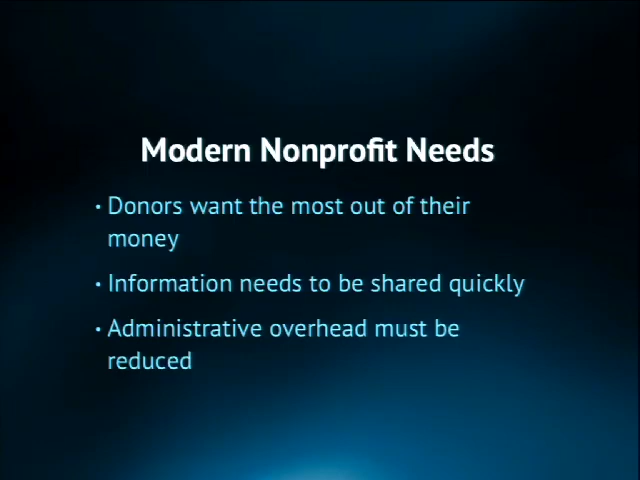 Modern Nonprofit Needs
• Donors want the most out of their
money
• Information needs to be shared quickly
• Administrative overhead must be
reduced